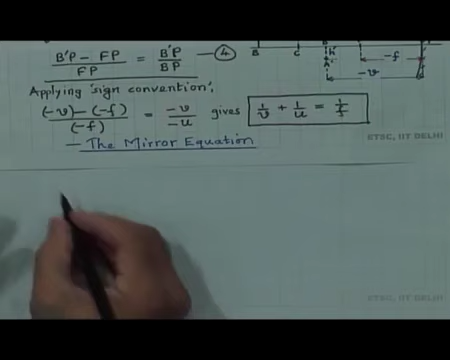 B'P - FP / FP = B'P / BP — (4)
B C -f
-v
Applying 'sign convention',
(-v) - (-f) / (-f) = -v / -u gives 1/v + 1/u = 1/f
— The Mirror Equation
ETSC, IIT DELHI
ETSC, IIT DELHI